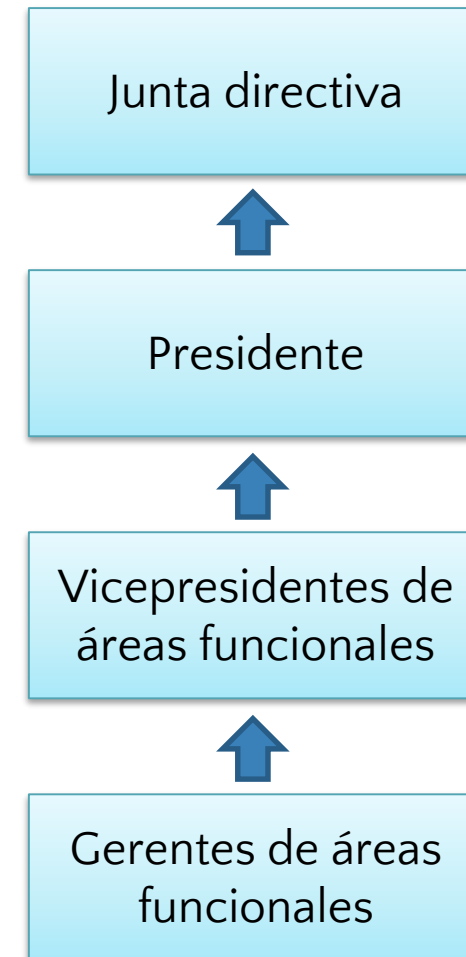 Junta directiva
Presidente
Vicepresidentes de
áreas funcionales
Gerentes de áreas
funcionales